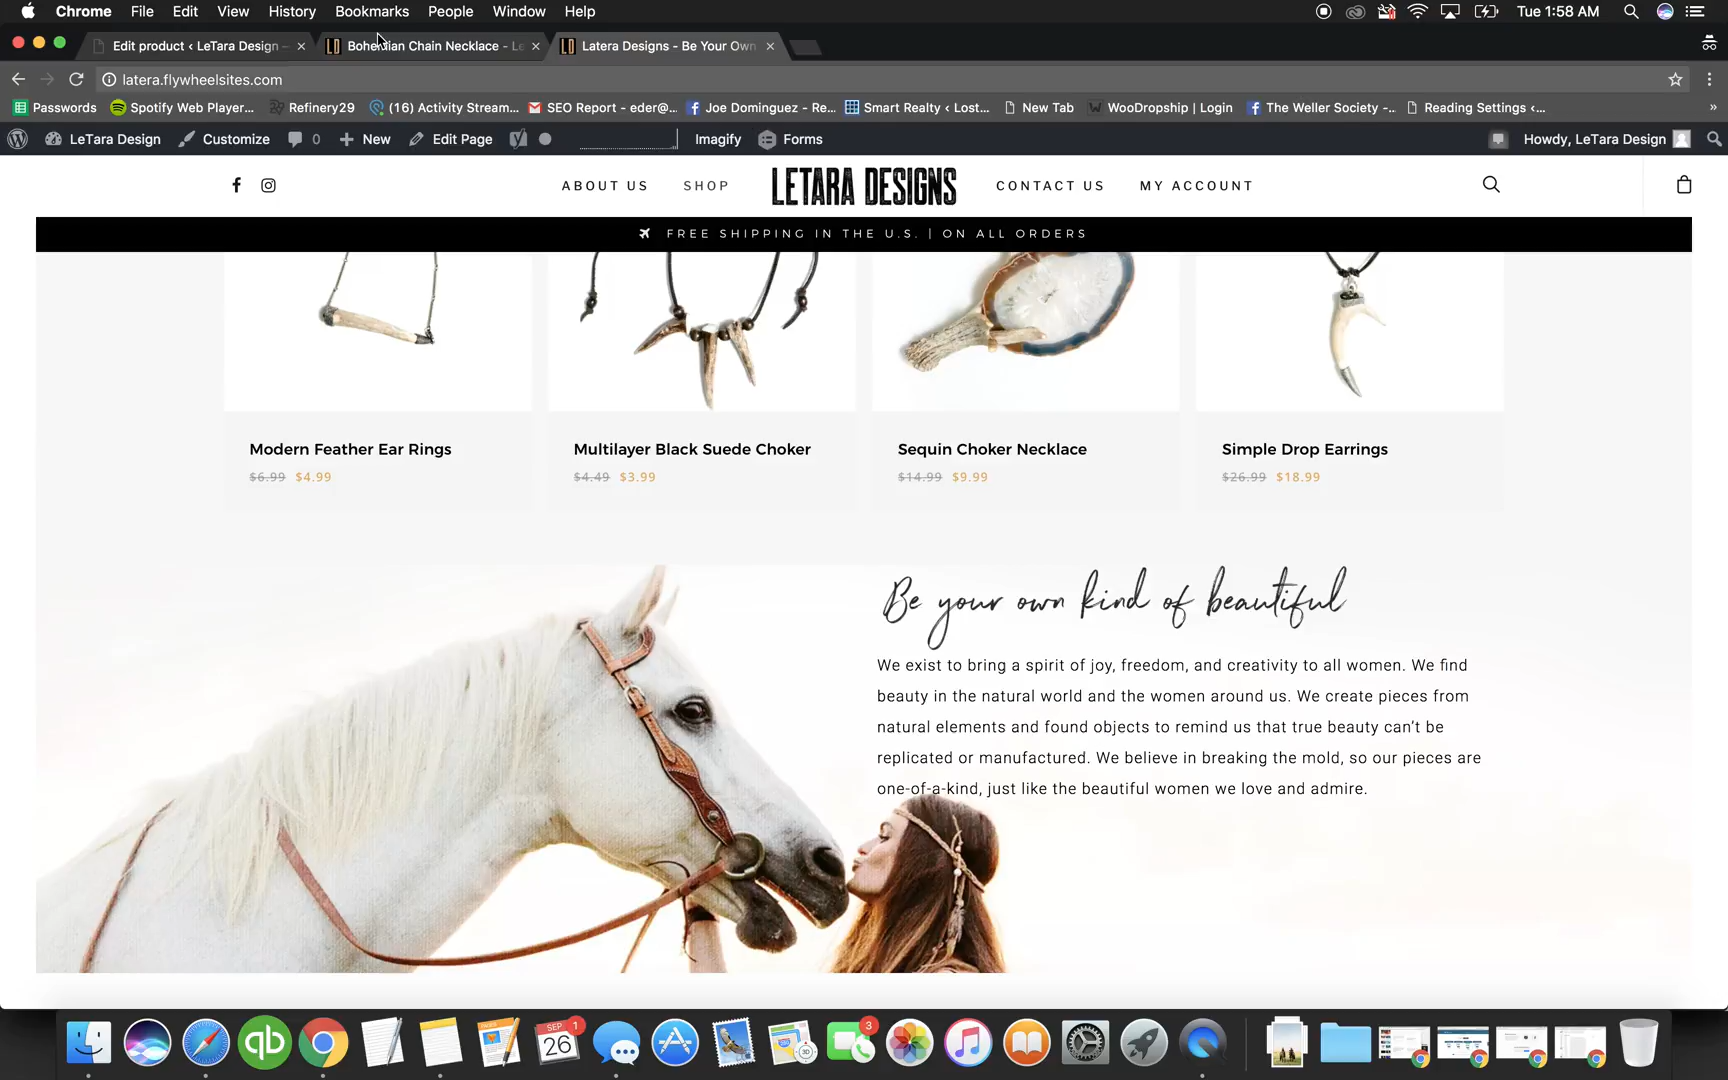 Chrome File Edit View History Bookmarks People Window Help Tue 1:58 AM
Edit product ‹ LeTara Design — Bohemian Chain Necklace - Le Latera Designs - Be Your Own
latera.flywheelsites.com
Passwords Spotify Web Player... Refinery29 (16) Activity Stream... SEO Report - eder@... Joe Dominguez - Re... Smart Realty ‹ Lost... New Tab WooDropship | Login The Weller Society -... Reading Settings ‹... »
LeTara Design Customize 0 New Edit Page Imagify Forms Howdy, LeTara Design
ABOUT US SHOP LETARA DESIGNS CONTACT US MY ACCOUNT
FREE SHIPPING IN THE U.S. | ON ALL ORDERS
Modern Feather Ear Rings Multilayer Black Suede Choker Sequin Choker Necklace Simple Drop Earrings
$6.99 $4.99 $4.49 $3.99 $14.99 $9.99 $26.99 $18.99
Be your own kind of beautiful
We exist to bring a spirit of joy, freedom, and creativity to all women. We find
beauty in the natural world and the women around us. We create pieces from
natural elements and found objects to remind us that true beauty can’t be
replicated or manufactured. We believe in breaking the mold, so our pieces are
one-of-a-kind, just like the beautiful women we love and admire.
qb PAGES SEP 1 26 3 3D